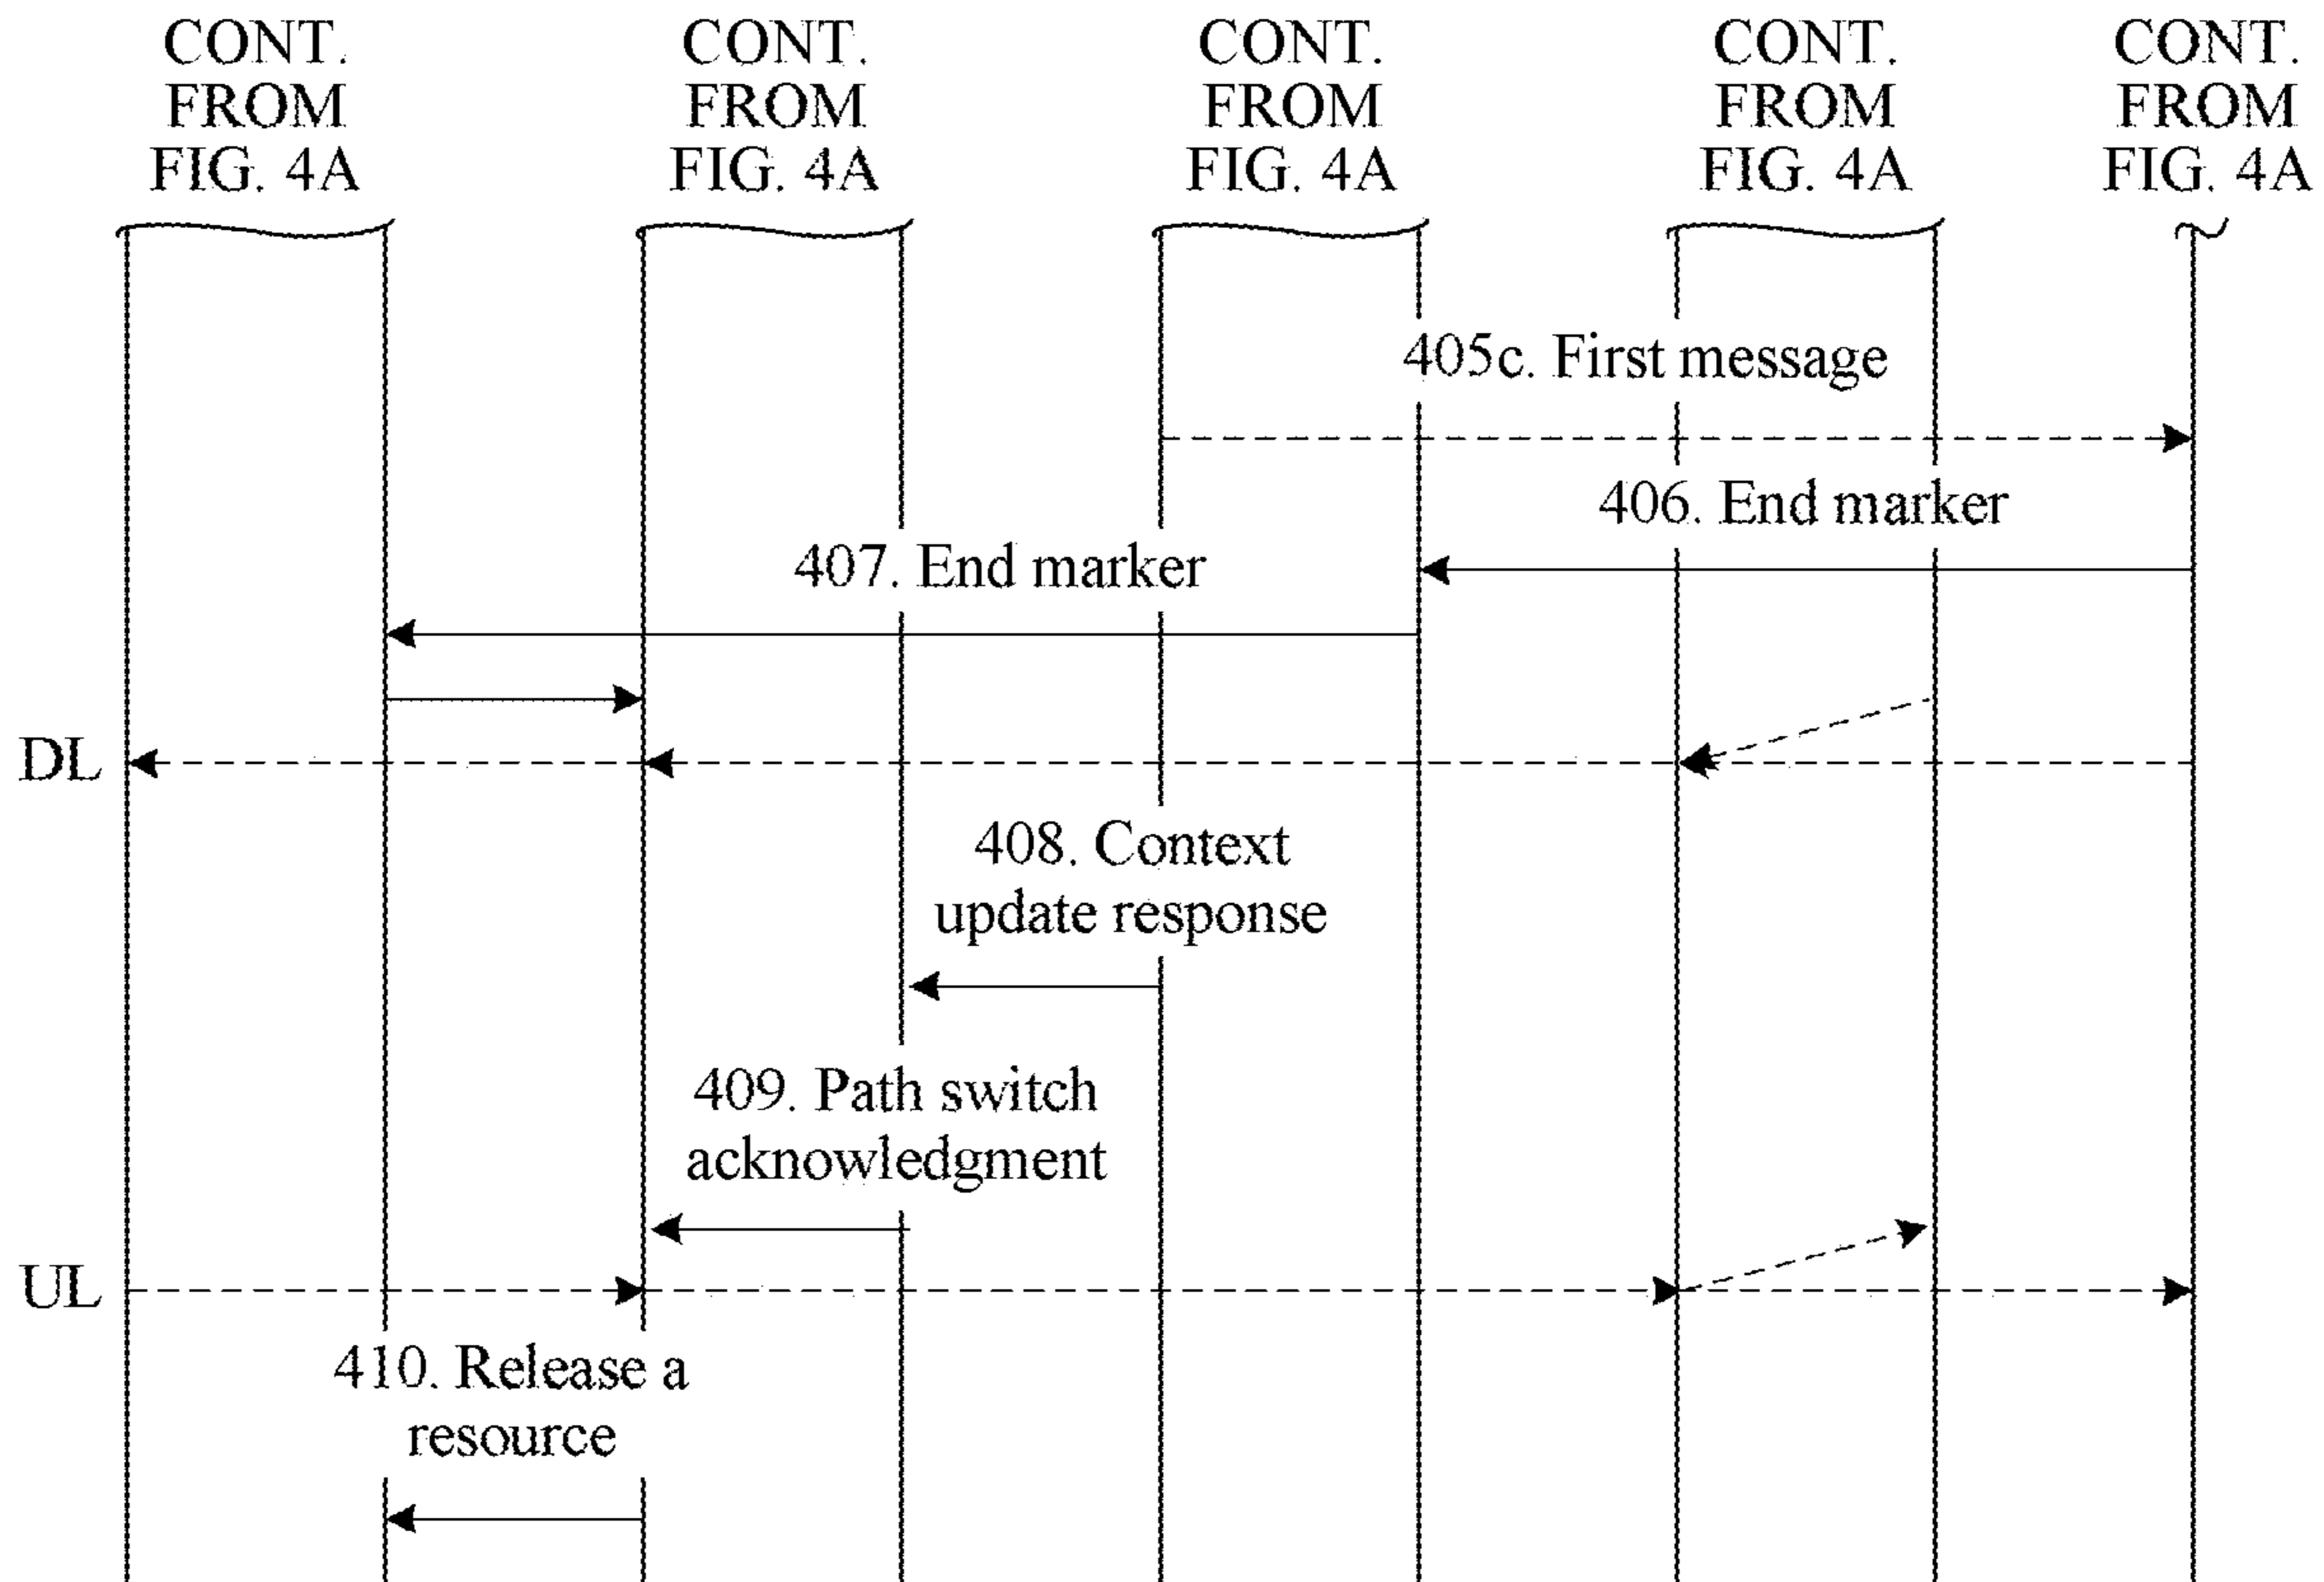 CONT. CONT. CONT. CONT. CONT.
FROM FROM FROM FROM FROM
FIG. 4A FIG. 4A FIG. 4A FIG. 4A FIG. 4A
405c. First message
406. End marker
407. End marker
DL
408. Context
update response
409. Path switch
acknowledgment
UL
410. Release a
resource